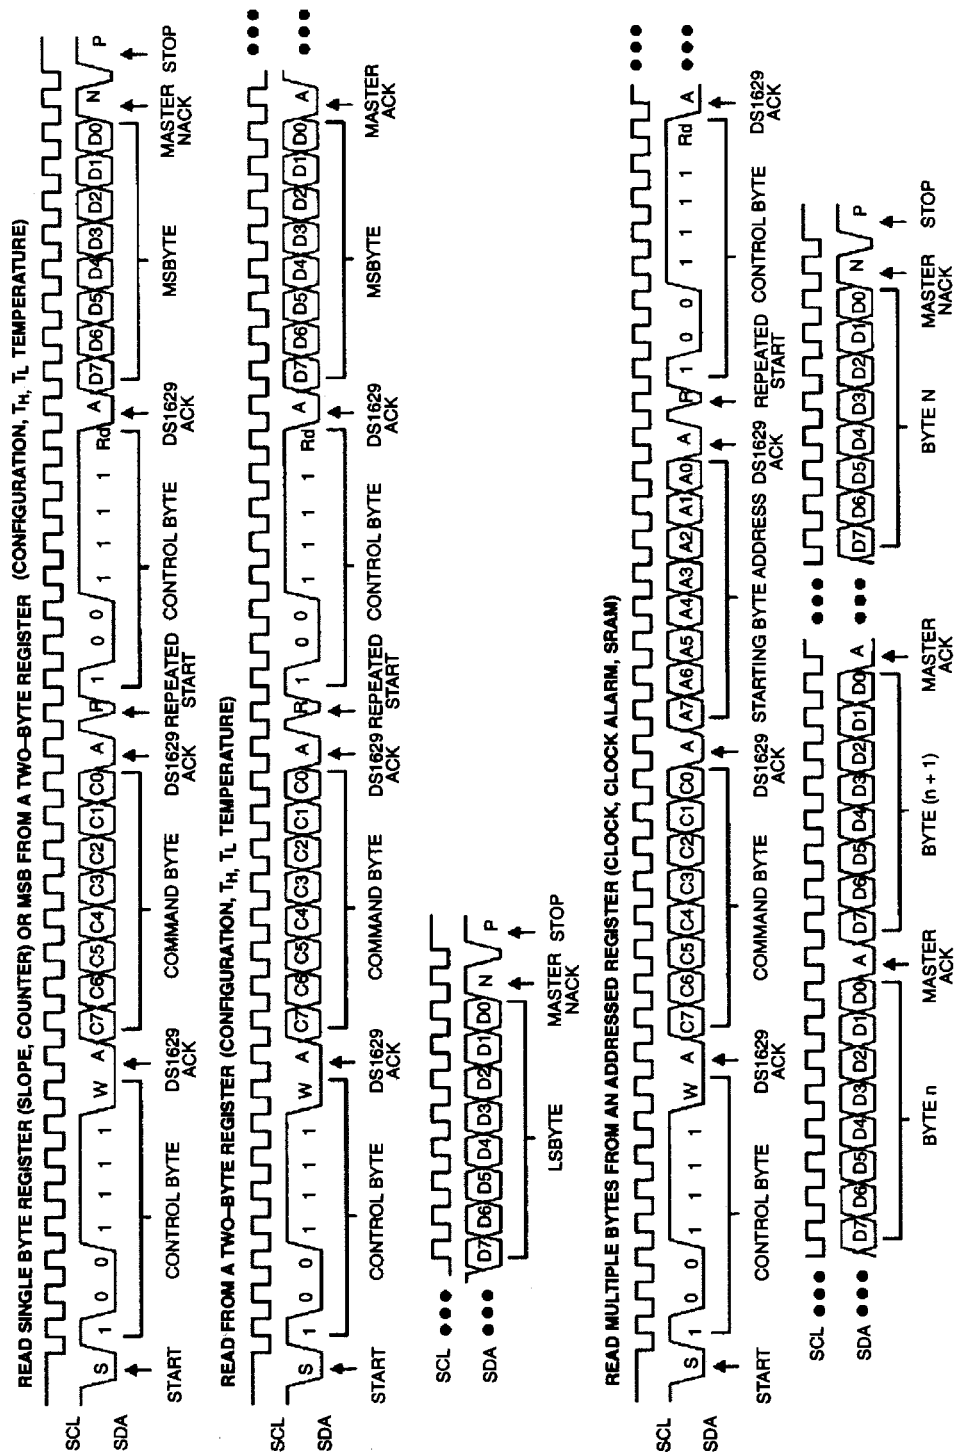 READ SINGLE BYTE REGISTER (SLOPE, COUNTER) OR MSB FROM A TWO–BYTE REGISTER (CONFIGURATION, TH, TL TEMPERATURE)
SCL
SDA S 1 0 0 1 1 1 1 W A C7 C6 C5 C4 C3 C2 C1 C0 A R 1 0 0 1 1 1 1 Rd A D7 D6 D5 D4 D3 D2 D1 D0 N P
START CONTROL BYTE DS1629 ACK COMMAND BYTE DS1629 ACK REPEATED START CONTROL BYTE DS1629 ACK MSBYTE MASTER NACK STOP
READ FROM A TWO–BYTE REGISTER (CONFIGURATION, TH, TL TEMPERATURE)
S 1 0 0 1 1 1 1 W A C7 C6 C5 C4 C3 C2 C1 C0 A R 1 0 0 1 1 1 1 Rd A D7 D6 D5 D4 D3 D2 D1 D0 A
START CONTROL BYTE DS1629 ACK COMMAND BYTE DS1629 ACK REPEATED START CONTROL BYTE DS1629 ACK MSBYTE MASTER ACK
SCL
SDA D7 D6 D5 D4 D3 D2 D1 D0 N P
LSBYTE MASTER NACK STOP
READ MULTIPLE BYTES FROM AN ADDRESSED REGISTER (CLOCK, CLOCK ALARM, SRAM)
S 1 0 0 1 1 1 1 W A C7 C6 C5 C4 C3 C2 C1 C0 A A7 A6 A5 A4 A3 A2 A1 A0 A R 1 0 0 1 1 1 1 Rd A
START CONTROL BYTE DS1629 ACK COMMAND BYTE DS1629 ACK STARTING BYTE ADDRESS DS1629 ACK REPEATED START CONTROL BYTE DS1629 ACK
SCL
SDA D7 D6 D5 D4 D3 D2 D1 D0 A D7 D6 D5 D4 D3 D2 D1 D0 A D7 D6 D5 D4 D3 D2 D1 D0 N P
BYTE n MASTER ACK BYTE (n + 1) MASTER ACK BYTE N MASTER NACK STOP